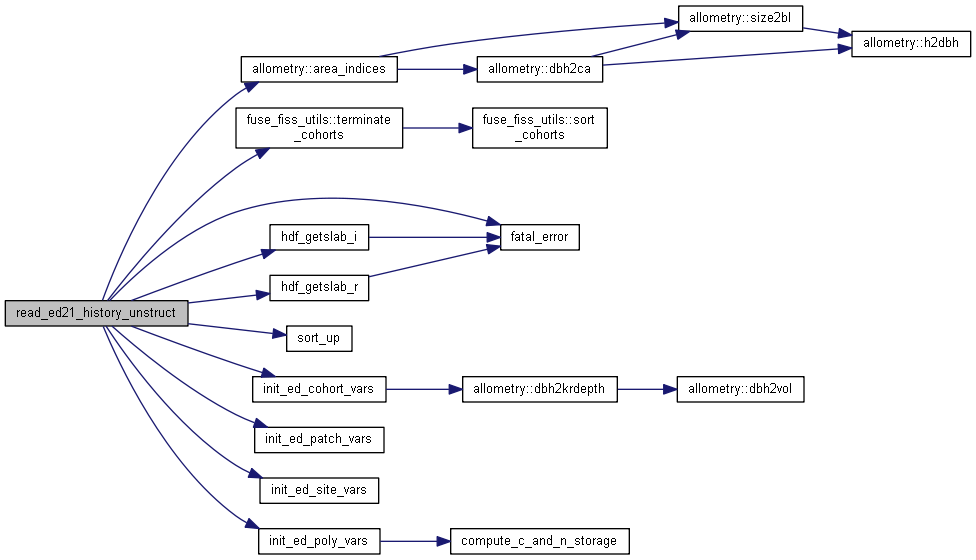 allometry::size2bl
allometry::h2dbh
allometry::area_indices
allometry::dbh2ca
fuse_fiss_utils::terminate
_cohorts
fuse_fiss_utils::sort
_cohorts
hdf_getslab_i
fatal_error
hdf_getslab_r
read_ed21_history_unstruct
sort_up
init_ed_cohort_vars
allometry::dbh2krdepth
allometry::dbh2vol
init_ed_patch_vars
init_ed_site_vars
init_ed_poly_vars
compute_c_and_n_storage